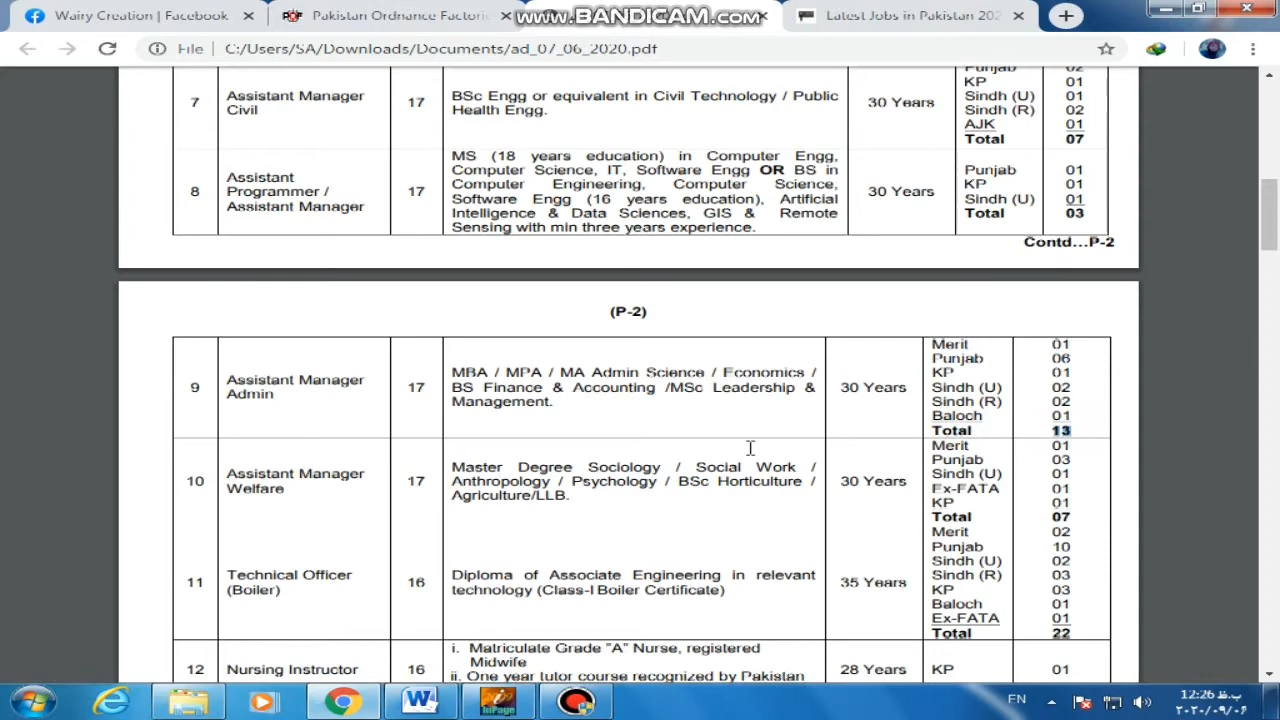 Wairy Creation | Facebook
Pakistan Ordnance Factorie
www.BANDICAM.com
Latest Jobs in Pakistan 202
File
C:/Users/SA/Downloads/Documents/ad_07_06_2020.pdf
7 Assistant Manager Civil 17 BSc Engg or equivalent in Civil Technology / Public Health Engg. 30 Years
Punjab 02
KP 01
Sindh (U) 01
Sindh (R) 02
AJK 01
Total 07
8 Assistant Programmer / Assistant Manager 17
MS (18 years education) in Computer Engg,
Computer Science, IT, Software Engg OR BS in
Computer Engineering, Computer Science,
Software Engg (16 years education), Artificial
Intelligence & Data Sciences, GIS & Remote
Sensing with min three years experience.
30 Years
Punjab 01
KP 01
Sindh (U) 01
Total 03
Contd...P-2
(P-2)
9 Assistant Manager Admin 17
MBA / MPA / MA Admin Science / Economics /
BS Finance & Accounting /MSc Leadership &
Management.
30 Years
Merit 01
Punjab 06
KP 01
Sindh (U) 02
Sindh (R) 02
Baloch 01
Total 13
10 Assistant Manager Welfare 17
Master Degree Sociology / Social Work /
Anthropology / Psychology / BSc Horticulture /
Agriculture/LLB.
30 Years
Merit 01
Punjab 03
Sindh (U) 01
Ex-FATA 01
KP 01
Total 07
11 Technical Officer (Boiler) 16
Diploma of Associate Engineering in relevant
technology (Class-I Boiler Certificate)
35 Years
Merit 02
Punjab 10
Sindh (U) 02
Sindh (R) 03
KP 03
Baloch 01
Ex-FATA 01
Total 22
12 Nursing Instructor 16
i. Matriculate Grade "A" Nurse, registered
Midwife
ii. One year tutor course recognized by Pakistan
28 Years KP 01
EN
12:26 ب.ظ
۲۰۲۰/۰۹/۰۶